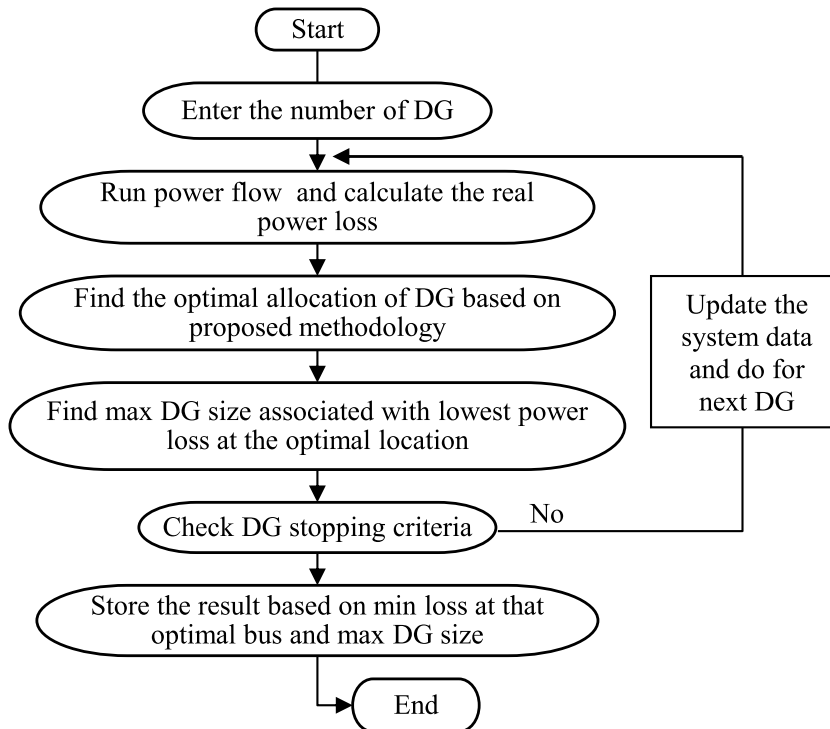 Start
Enter the number of DG
Run power flow and calculate the real
power loss
Find the optimal allocation of DG based on
proposed methodology
Update the
system data
and do for
next DG
Find max DG size associated with lowest power
loss at the optimal location
Check DG stopping criteria
No
Store the result based on min loss at that
optimal bus and max DG size
End